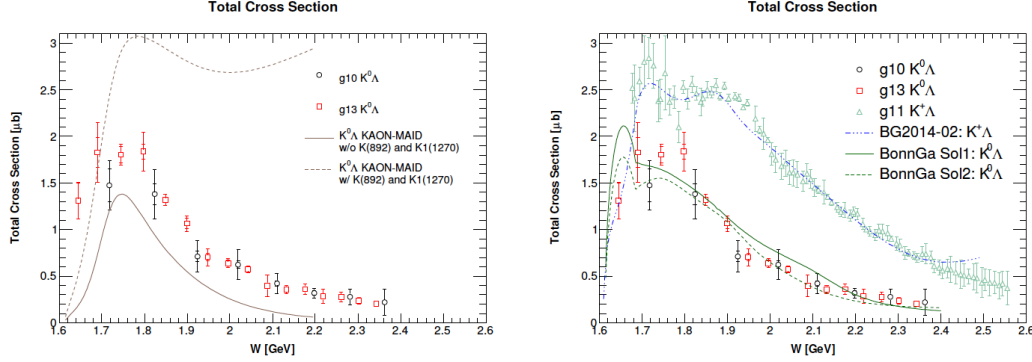 Total Cross Section
Total Cross Section [μb]
3
2.5
2
1.5
1
0.5
0
1.6 1.7 1.8 1.9 2 2.1 2.2 2.3 2.4 2.5 2.6
W [GeV]
g10 K⁰Λ
g13 K⁰Λ
K⁰Λ KAON-MAID
w/o K(892) and K1(1270)
K⁰Λ KAON-MAID
w/ K(892) and K1(1270)
Total Cross Section
Total Cross Section [μb]
3
2.5
2
1.5
1
0.5
0
1.6 1.7 1.8 1.9 2 2.1 2.2 2.3 2.4 2.5 2.6
W [GeV]
g10 K⁰Λ
g13 K⁰Λ
g11 K⁺Λ
BG2014-02: K⁺Λ
BonnGa Sol1: K⁰Λ
BonnGa Sol2: K⁰Λ